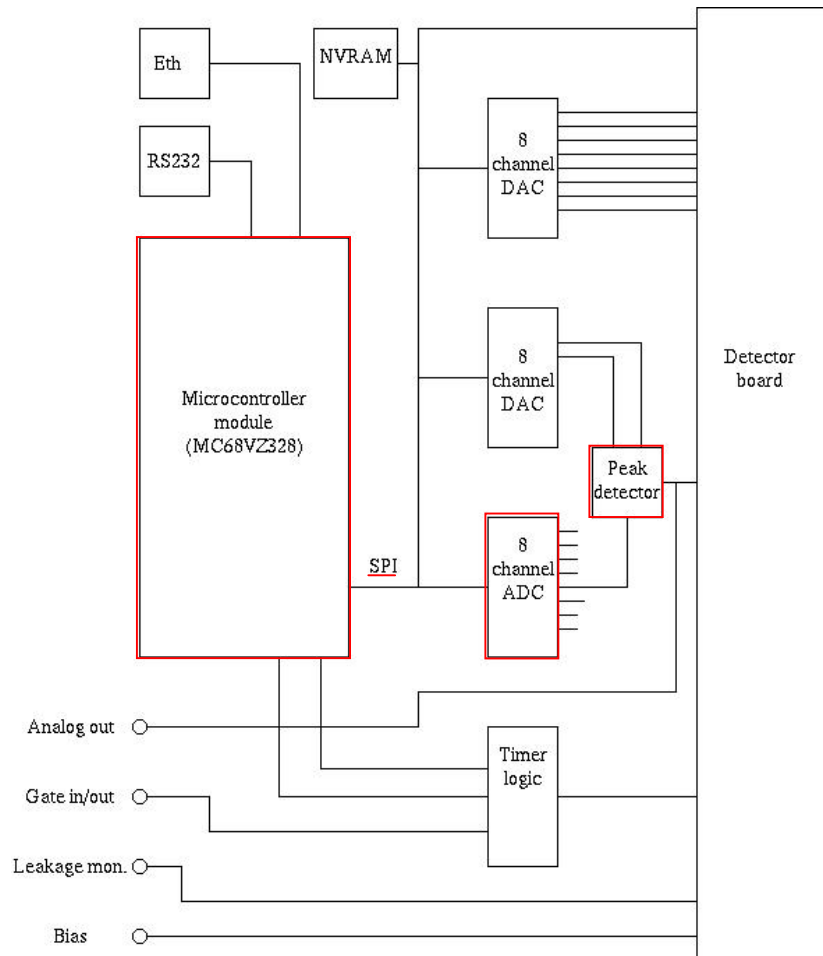 Eth
NVRAM
RS232
8
channel
DAC
8
channel
DAC
Detector
board
Microcontroller
module
(MC68VZ328)
Peak
detector
SPI
8
channel
ADC
Analog out
Timer
logic
Gate in/out
Leakage mon.
Bias